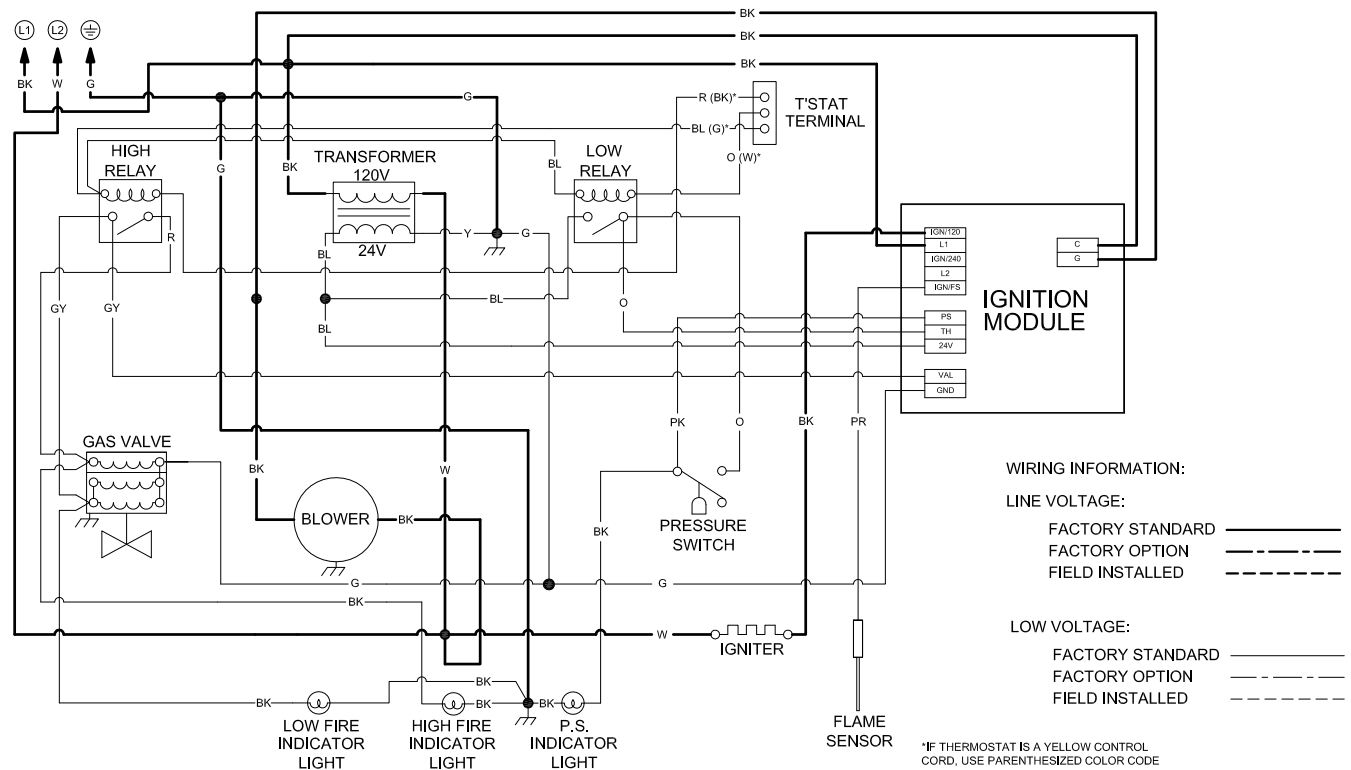 BK
L1
L2
BK
BK
BK
W
G
G
R (BK)*
T'STAT
TERMINAL
BL (G)*
O (W)*
HIGH
RELAY
G
BK
TRANSFORMER
120V
LOW
RELAY
BL
R
24V
Y
G
BL
GY
GY
BL
BL
O
IGN/120
L1
IGN/240
L2
IGN/FS
PS
TH
24V
VAL
GND
C
G
IGNITION
MODULE
GAS VALVE
BK
W
PK
O
BK
PR
BLOWER
BK
BK
PRESSURE
SWITCH
G
G
BK
W
IGNITER
BK
BK
BK
BK
LOW FIRE
INDICATOR
LIGHT
HIGH FIRE
INDICATOR
LIGHT
P.S.
INDICATOR
LIGHT
FLAME
SENSOR
WIRING INFORMATION:
LINE VOLTAGE:
FACTORY STANDARD
FACTORY OPTION
FIELD INSTALLED
LOW VOLTAGE:
FACTORY STANDARD
FACTORY OPTION
FIELD INSTALLED
*IF THERMOSTAT IS A YELLOW CONTROL
CORD, USE PARENTHESIZED COLOR CODE